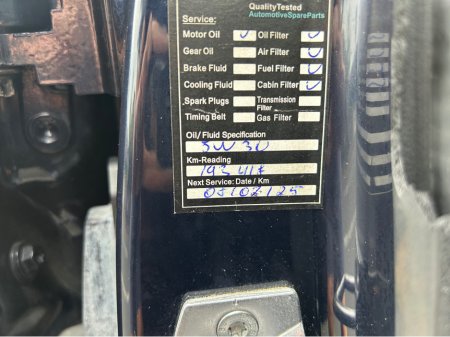 QualityTested
AutomotiveSpareParts
Service:
Motor Oil Oil Filter
Gear Oil Air Filter
Brake Fluid Fuel Filter
Cooling Fluid Cabin Filter
Spark Plugs Transmission Filter
Timing Belt Gas Filter
Oil/ Fluid Specification
5W30
Km-Reading
Next Service: Date / Km